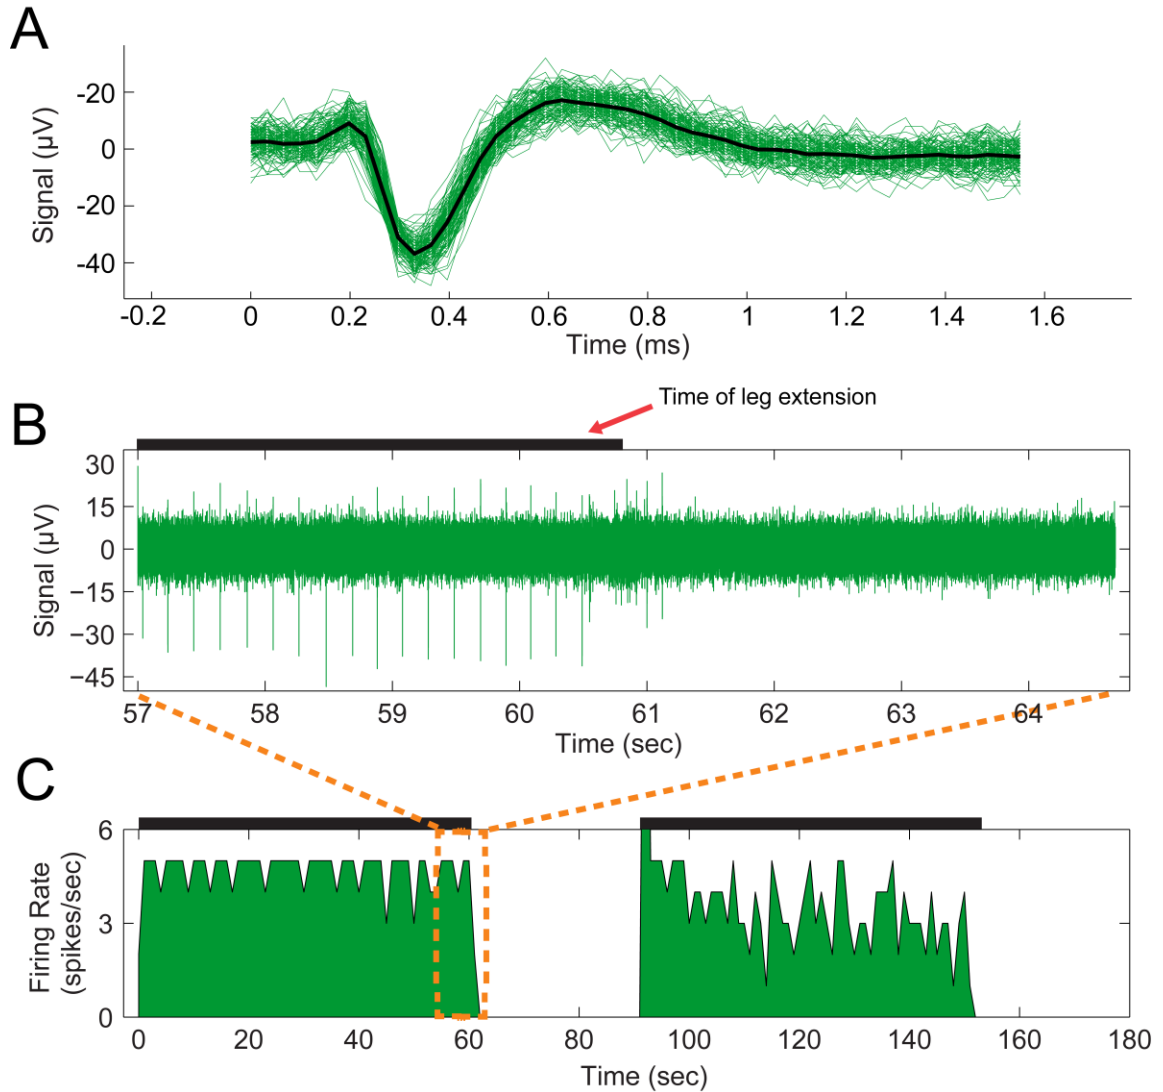 A
Signal (µV)
-20
0
-20
-40
-0.2 0 0.2 0.4 0.6 0.8 1 1.2 1.4 1.6
Time (ms)
Time of leg extension
B
Signal (µV)
30
15
0
−15
−30
−45
57 58 59 60 61 62 63 64
Time (sec)
C
Firing Rate
(spikes/sec)
6
3
0
0 20 40 60 80 100 120 140 160 180
Time (sec)